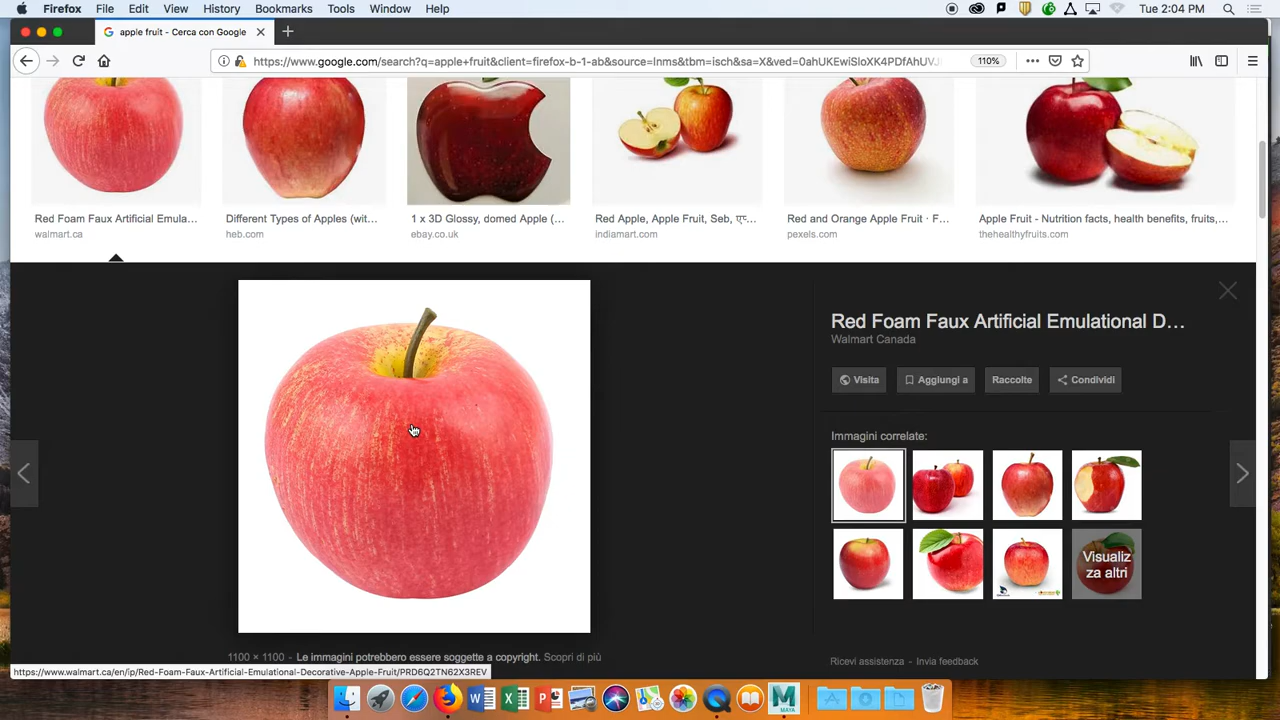 Firefox File Edit View History Bookmarks Tools Window Help Tue 2:04 PM
apple fruit - Cerca con Google
https://www.google.com/search?q=apple+fruit&client=firefox-b-1-ab&source=lnms&tbm=isch&sa=X&ved=0ahUKEwiSloXK4PDfAhUVJ 110%
Red Foam Faux Artificial Emula... Different Types of Apples (wit... 1 x 3D Glossy, domed Apple (... Red Apple, Apple Fruit, Seb, ... Red and Orange Apple Fruit · F... Apple Fruit - Nutrition facts, health benefits, fruits,...
walmart.ca heb.com ebay.co.uk indiamart.com pexels.com thehealthyfruits.com
Red Foam Faux Artificial Emulational D...
Walmart Canada
Visita Aggiungi a Raccolte Condividi
Immagini correlate:
Visualiz
za altri
1100 × 1100 - Le immagini potrebbero essere soggette a copyright. Scopri di più
Ricevi assistenza - Invia feedback
https://www.walmart.ca/en/ip/Red-Foam-Faux-Artificial-Emulational-Decorative-Apple-Fruit/PRD6Q2TN62X3REV
MAYA